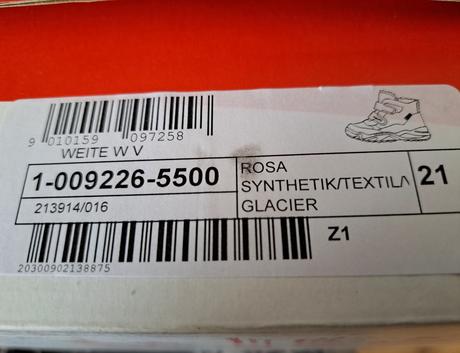 9 010159 097258
WEITE W V
1-009226-5500
213914/016
ROSA
SYNTHETIK/TEXTIL/
GLACIER
21
Z1
20300902138875